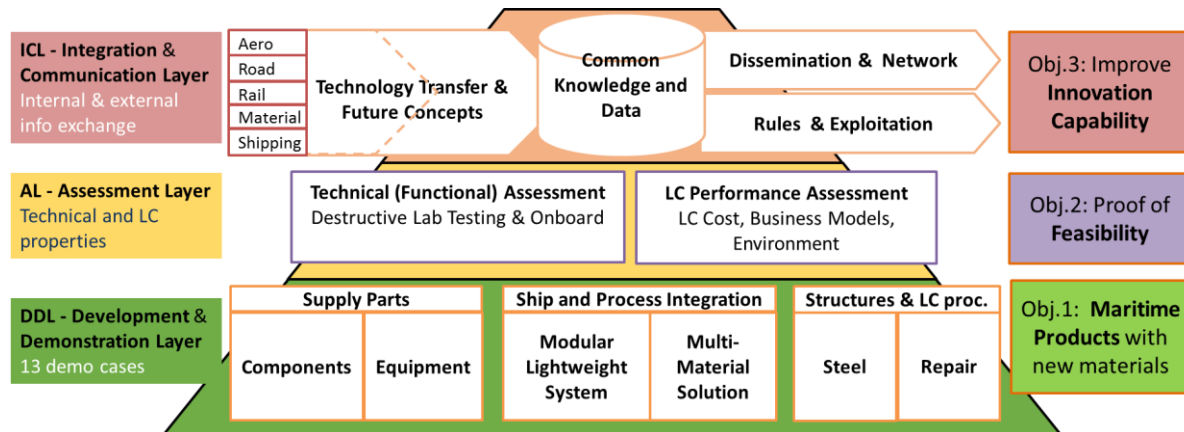 ICL - Integration &
Communication Layer
Internal & external
info exchange
Aero
Road
Rail
Material
Shipping
Technology Transfer &
Future Concepts
Common
Knowledge and
Data
Dissemination & Network
Rules & Exploitation
Obj.3: Improve
Innovation
Capability
AL - Assessment Layer
Technical and LC
properties
Technical (Functional) Assessment
Destructive Lab Testing & Onboard
LC Performance Assessment
LC Cost, Business Models,
Environment
Obj.2: Proof of
Feasibility
DDL - Development &
Demonstration Layer
13 demo cases
Supply Parts
Components
Equipment
Ship and Process Integration
Modular
Lightweight
System
Multi-
Material
Solution
Structures & LC proc.
Steel
Repair
Obj.1: Maritime
Products with
new materials